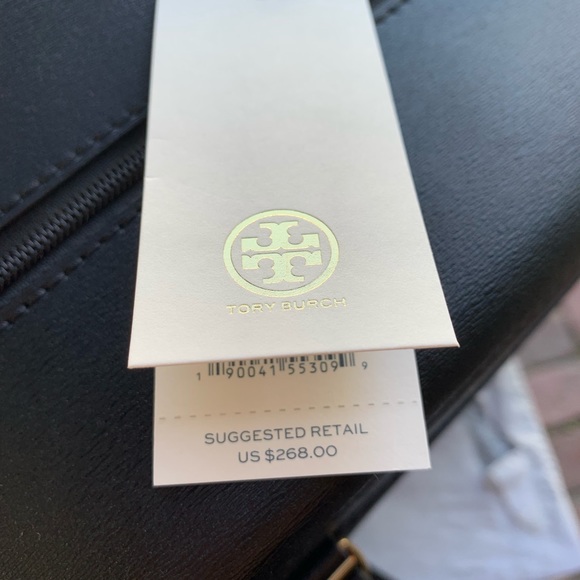 TORY BURCH
1 90041 55309 9
SUGGESTED RETAIL
US $268.00